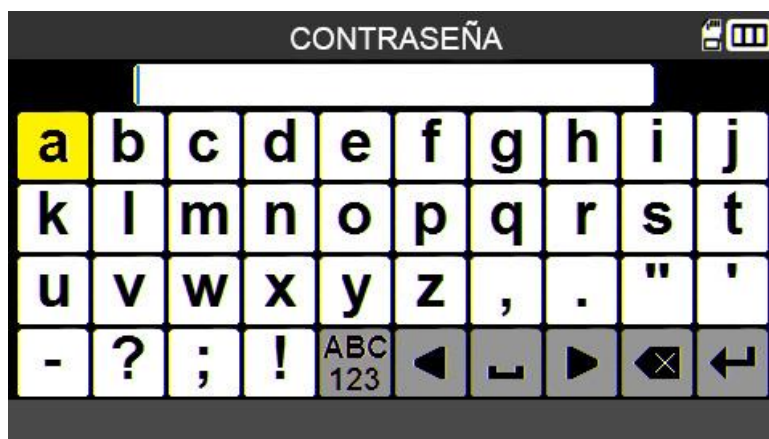 CONTRASEÑA
a b c d e f g h i j
k l m n o p q r s t
u v w x y z , . " '
- ? ; ! ABC
123